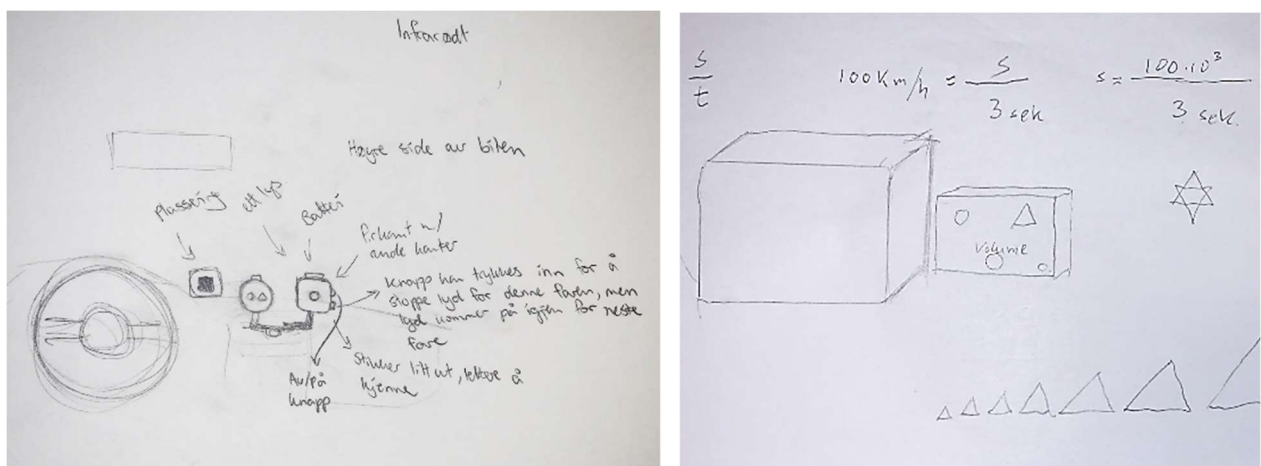 Infrarødt
Høyre side av bilen
Plassering
ett lys
Batteri
Firkant m/
runde kanter
Knapp kan trykkes inn for å
stoppe lyd for denne faren, men
lyd kommer på igjen for neste
fare
Stikker litt ut, lettere å
kjenne
Av/på
knapp
s
t
100 Km/h = s
3 sek
s = 100·10³
3 sek.
Volume